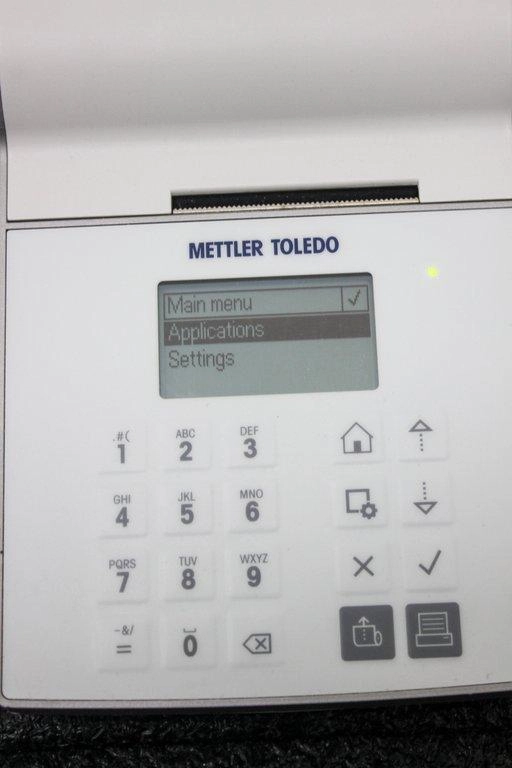 METTLER TOLEDO
Main menu ✓
Applications
Settings
.#(
1
ABC
2
DEF
3
GHI
4
JKL
5
MNO
6
PQRS
7
TUV
8
WXYZ
9
-&/
=
0